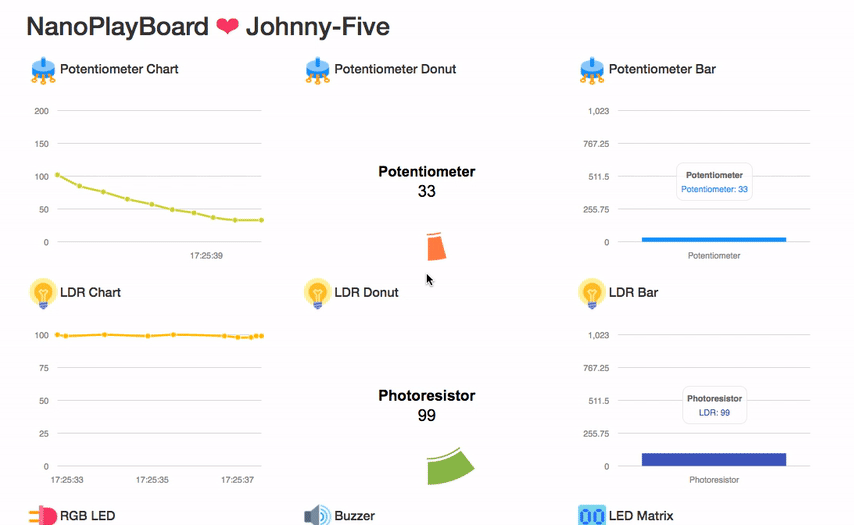 NanoPlayBoard ❤ Johnny-Five
Potentiometer Chart
200
150
100
50
0
17:25:39
Potentiometer Donut
Potentiometer
33
Potentiometer Bar
1,023
767.25
511.5
255.75
0
Potentiometer
Potentiometer: 33
Potentiometer
LDR Chart
100
75
50
25
0
17:25:33 17:25:35 17:25:37
LDR Donut
Photoresistor
99
LDR Bar
1,023
767.25
511.5
255.75
0
Photoresistor
LDR: 99
Photoresistor
RGB LED
Buzzer
LED Matrix